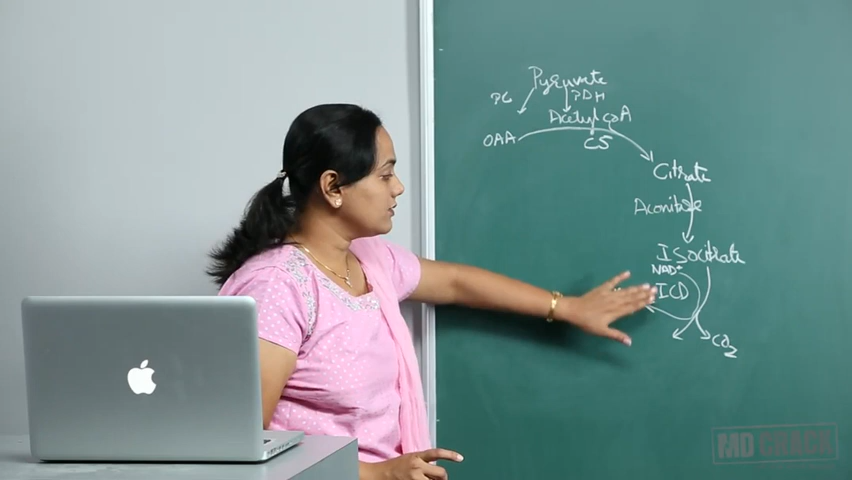 Pyruvate
PC PDH
Acetyl coA
OAA
CS
Citrate
Aconitase
Isocitrate
NAD+
ICD
CO2
MD CRACK